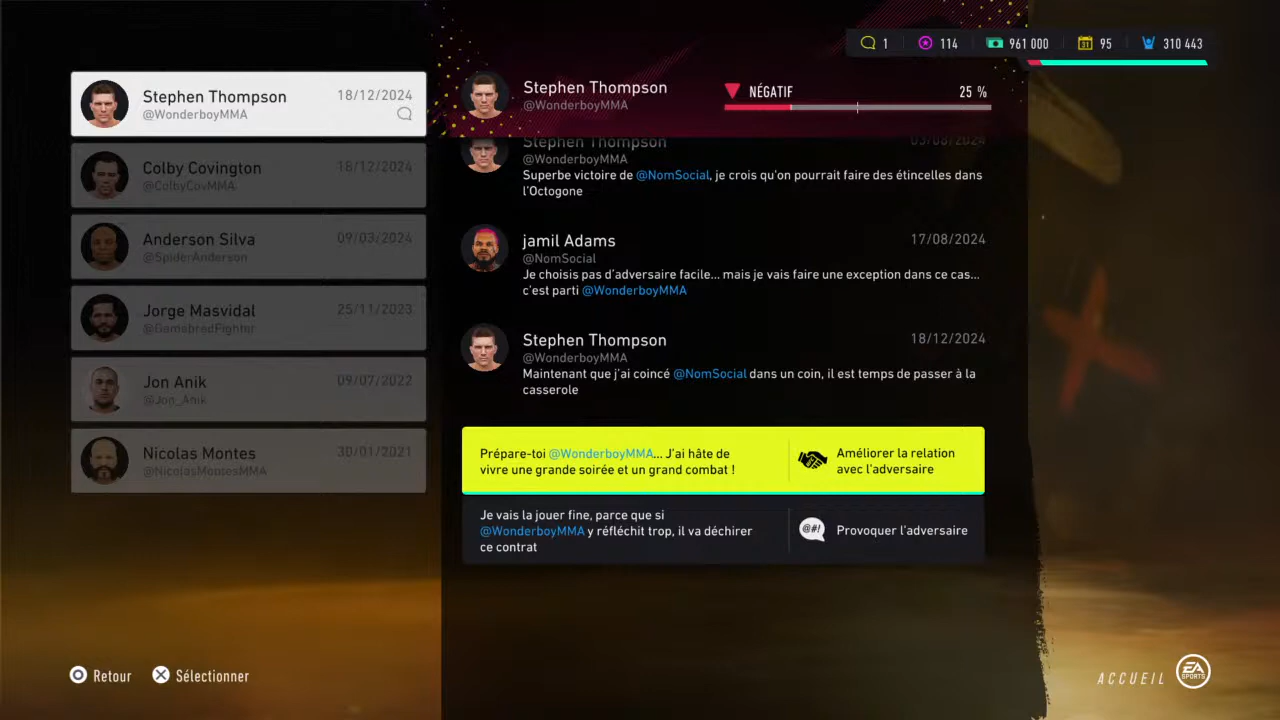 1
114
961 000
31
95
310 443
Stephen Thompson
18/12/2024
@WonderboyMMA
Colby Covington
18/12/2024
@ColbyCovMMA
Anderson Silva
09/03/2024
@SpiderAnderson
Jorge Masvidal
25/11/2023
@GamebredFighter
Jon Anik
09/07/2022
@Jon_Anik
Nicolas Montes
30/01/2021
@NicolasMontesMMA
Stephen Thompson
@WonderboyMMA
NÉGATIF
25 %
Stephen Thompson
03/08/2024
@WonderboyMMA
Superbe victoire de @NomSocial, je crois qu'on pourrait faire des étincelles dans
l'Octogone
jamil Adams
17/08/2024
@NomSocial
Je choisis pas d'adversaire facile... mais je vais faire une exception dans ce cas...
c'est parti @WonderboyMMA
Stephen Thompson
18/12/2024
@WonderboyMMA
Maintenant que j'ai coincé @NomSocial dans un coin, il est temps de passer à la
casserole
Prépare-toi @WonderboyMMA... J'ai hâte de
vivre une grande soirée et un grand combat !
Améliorer la relation
avec l'adversaire
Je vais la jouer fine, parce que si
@WonderboyMMA y réfléchit trop, il va déchirer
ce contrat
@#!
Provoquer l'adversaire
Retour
Sélectionner
ACCUEIL
EA
SPORTS